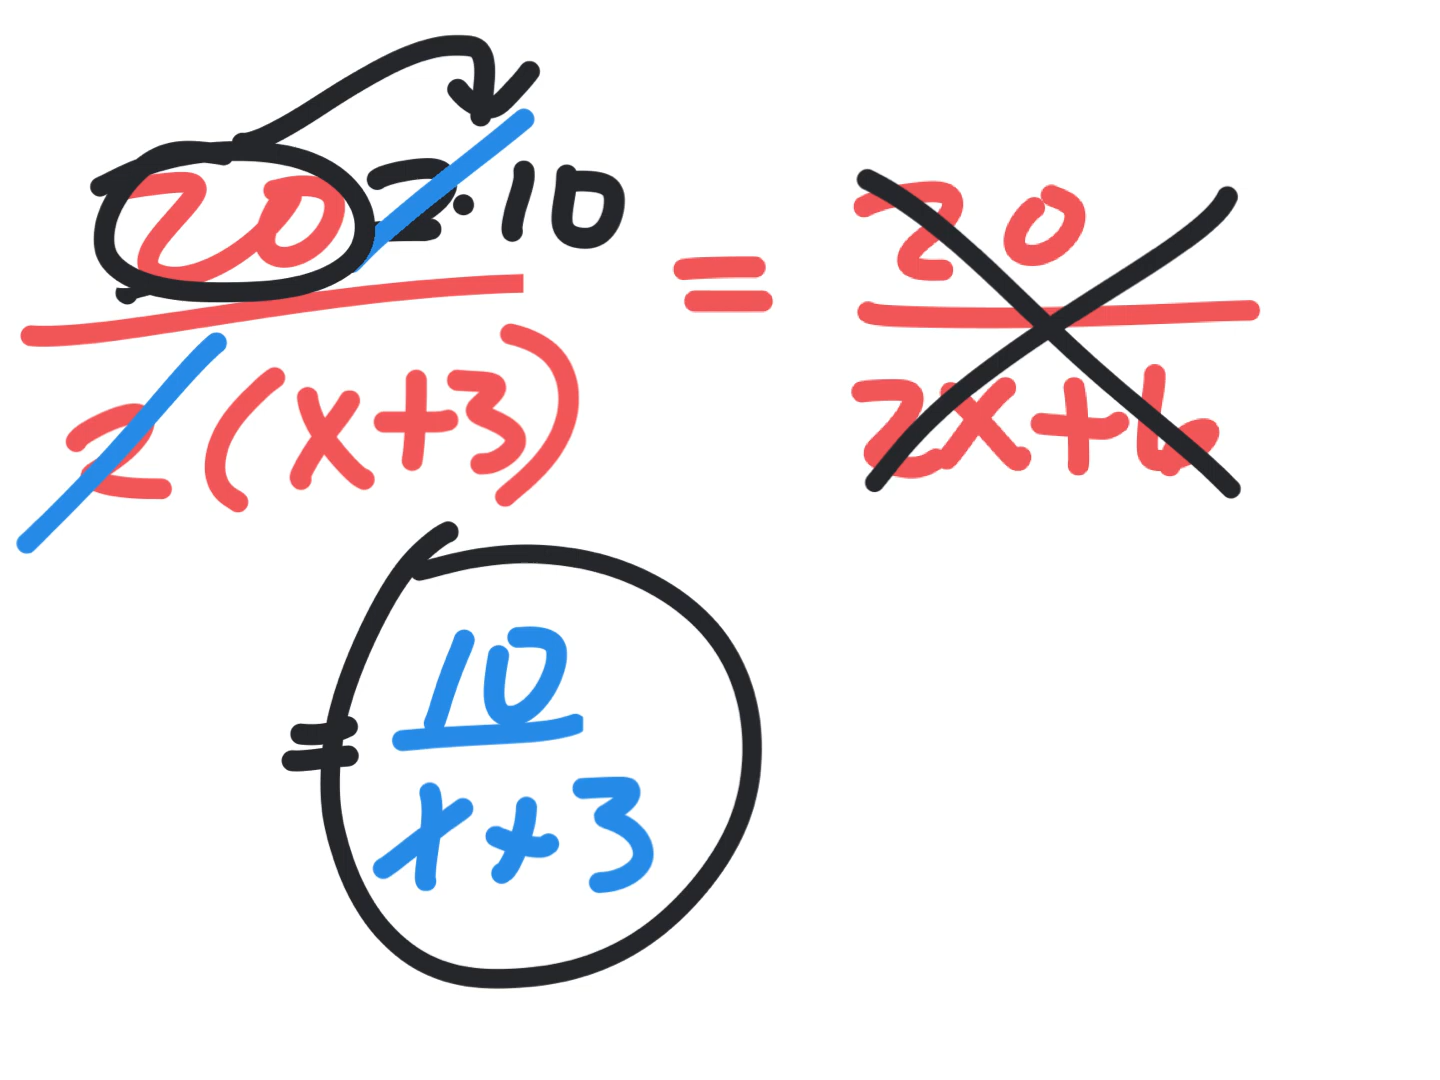 20 2·10
2(x+3)
=
20
2x+6
= 10
x+3